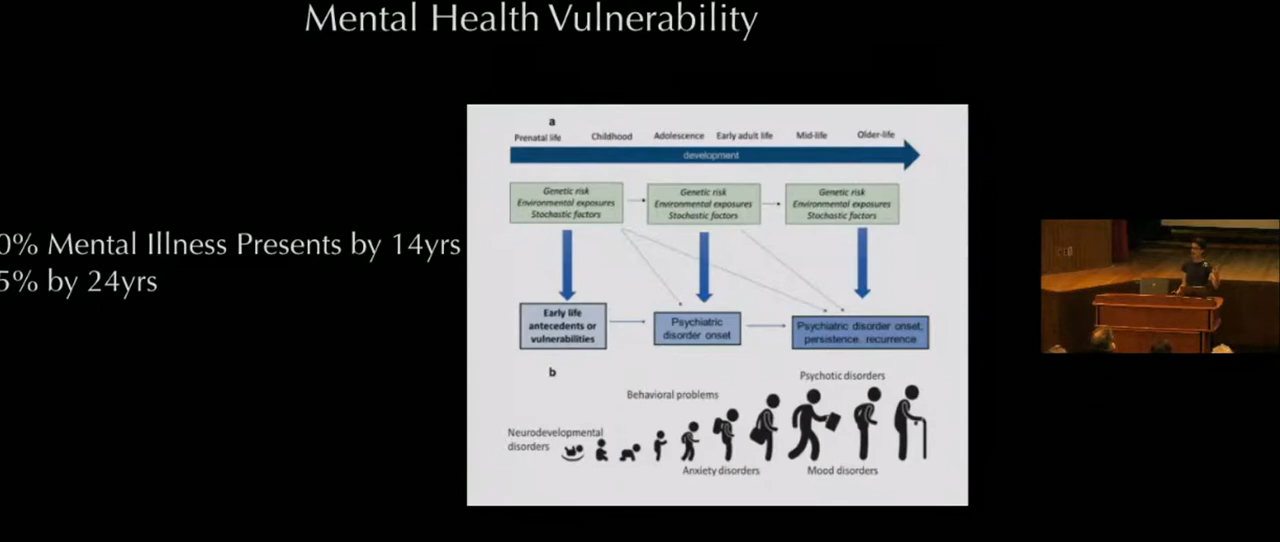 Mental Health Vulnerability
0% Mental Illness Presents by 14yrs
5% by 24yrs
a
Prenatal life Childhood Adolescence Early adult life Mid-life Older-life
development
Genetic risk
Environmental exposures
Stochastic factors
Genetic risk
Environmental exposures
Stochastic factors
Genetic risk
Environmental exposures
Stochastic factors
Early life
antecedents or
vulnerabilities
Psychiatric
disorder onset
Psychiatric disorder onset,
persistence, recurrence
b
Psychotic disorders
Behavioral problems
Neurodevelopmental
disorders
Anxiety disorders
Mood disorders